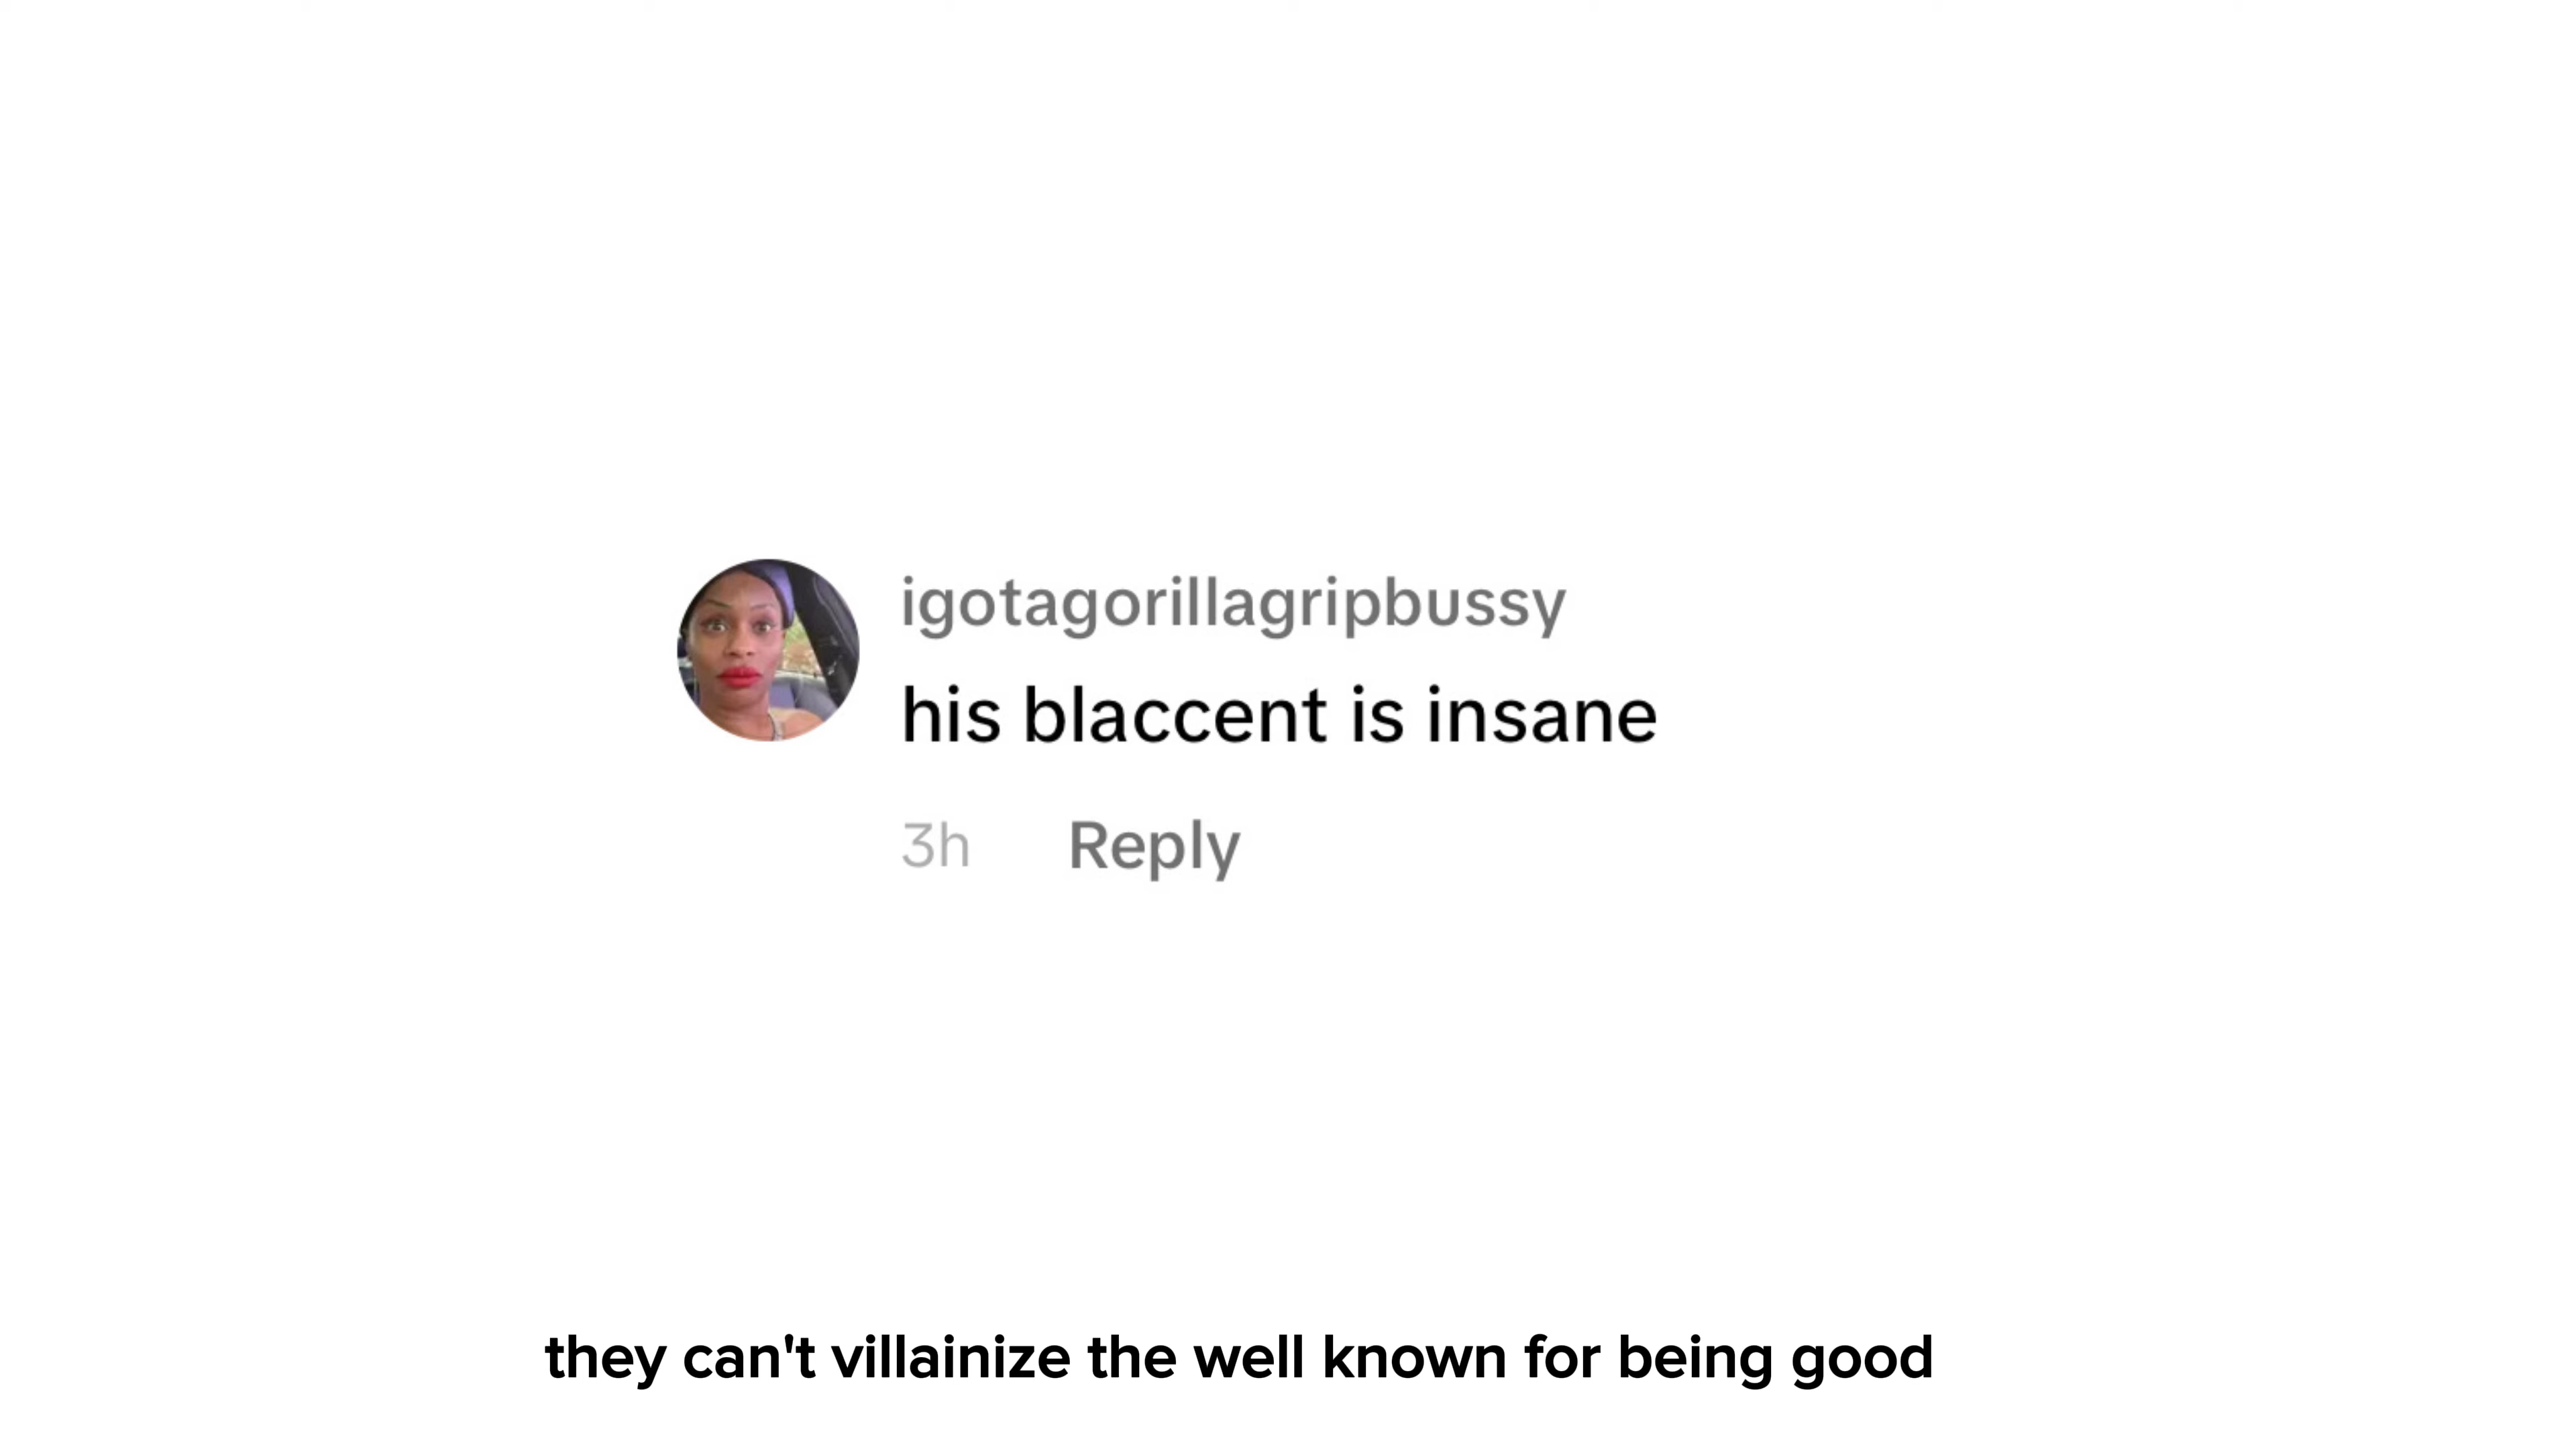 igotagorillagripbussy
his blaccent is insane
3h Reply
they can't villainize the well known for being good